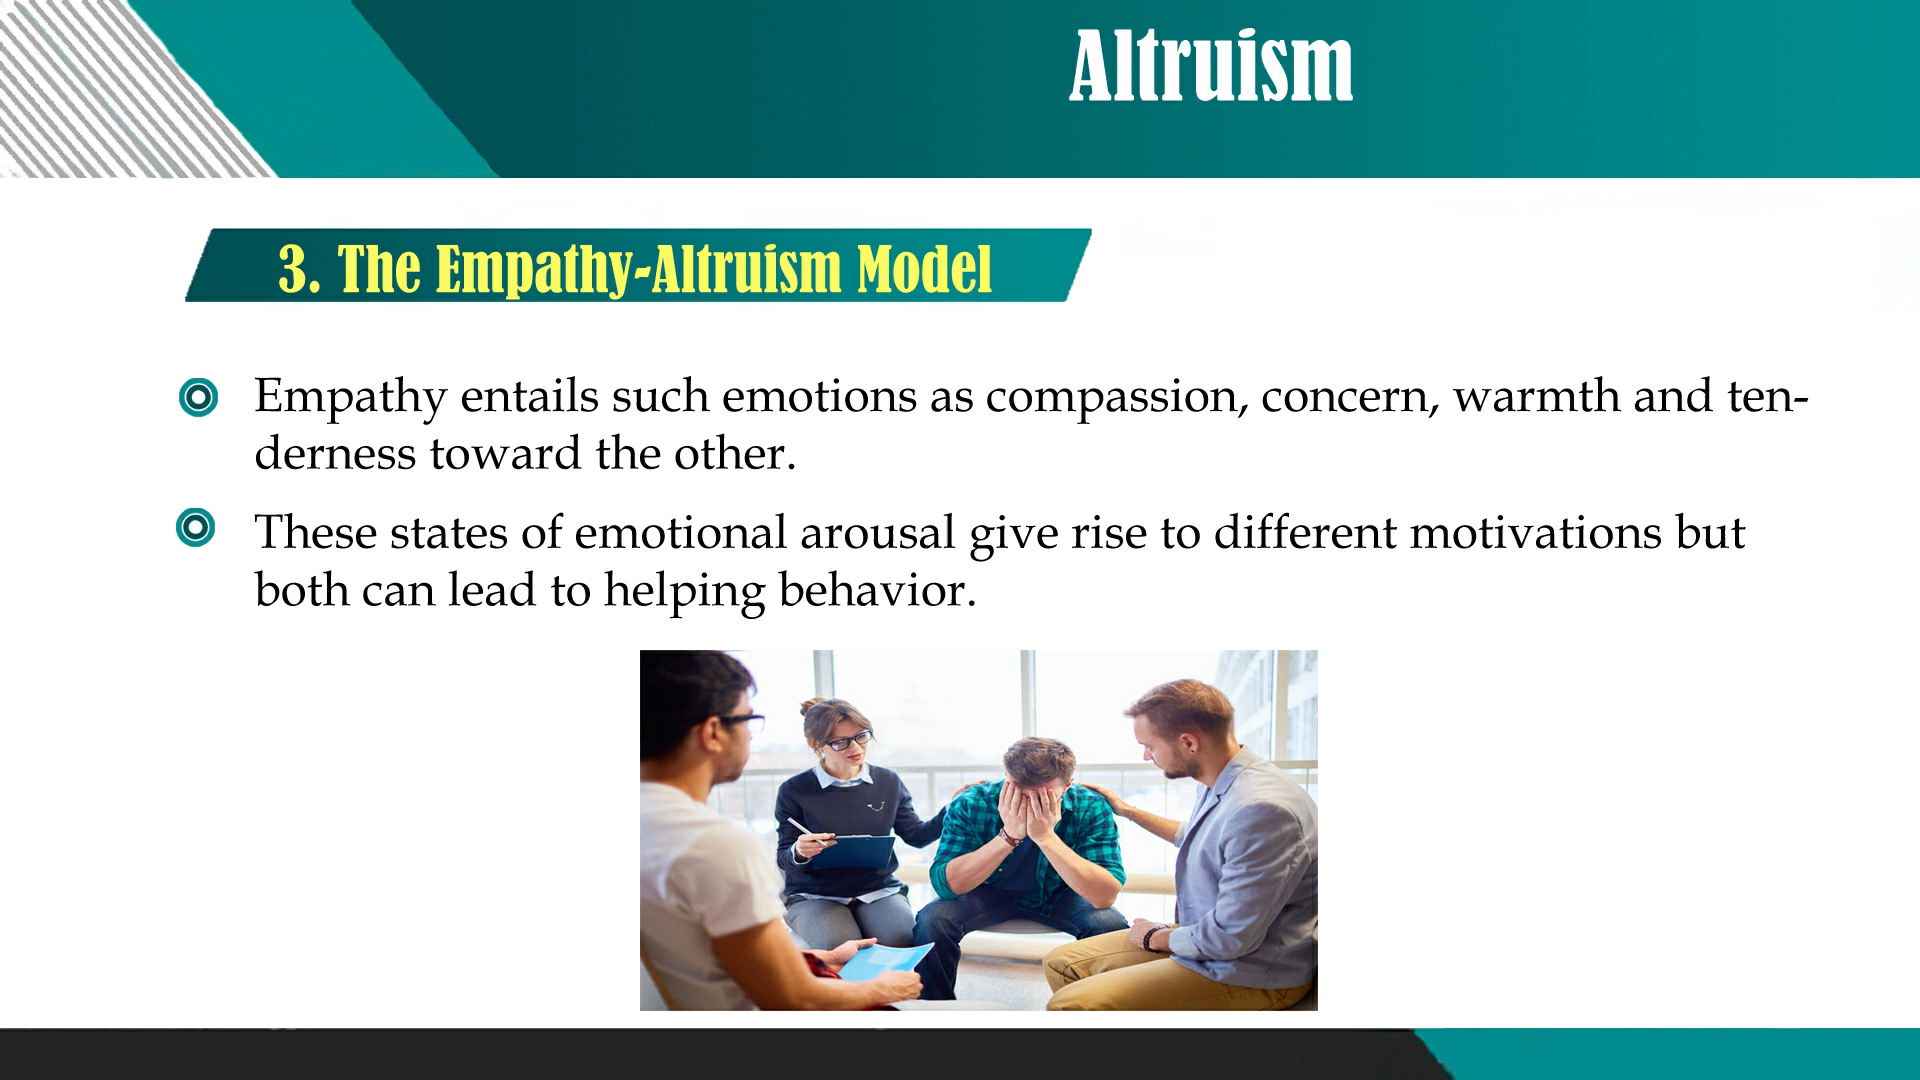 Altruism
3. The Empathy-Altruism Model
Empathy entails such emotions as compassion, concern, warmth and ten-
derness toward the other.
These states of emotional arousal give rise to different motivations but
both can lead to helping behavior.